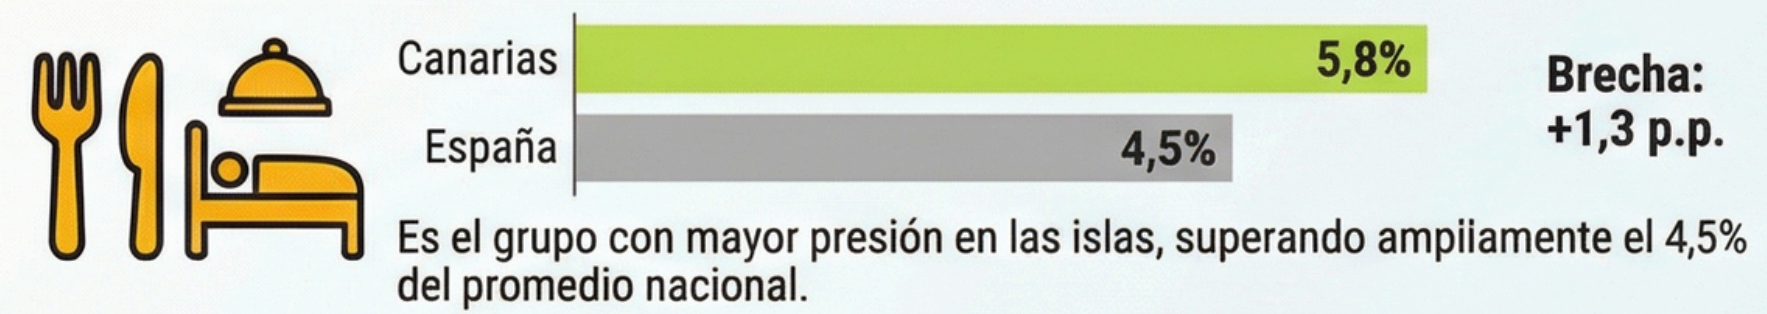 Canarias
5,8%
España
4,5%
Brecha:
+1,3 p.p.
Es el grupo con mayor presión en las islas, superando ampiiamente el 4,5%
del promedio nacional.